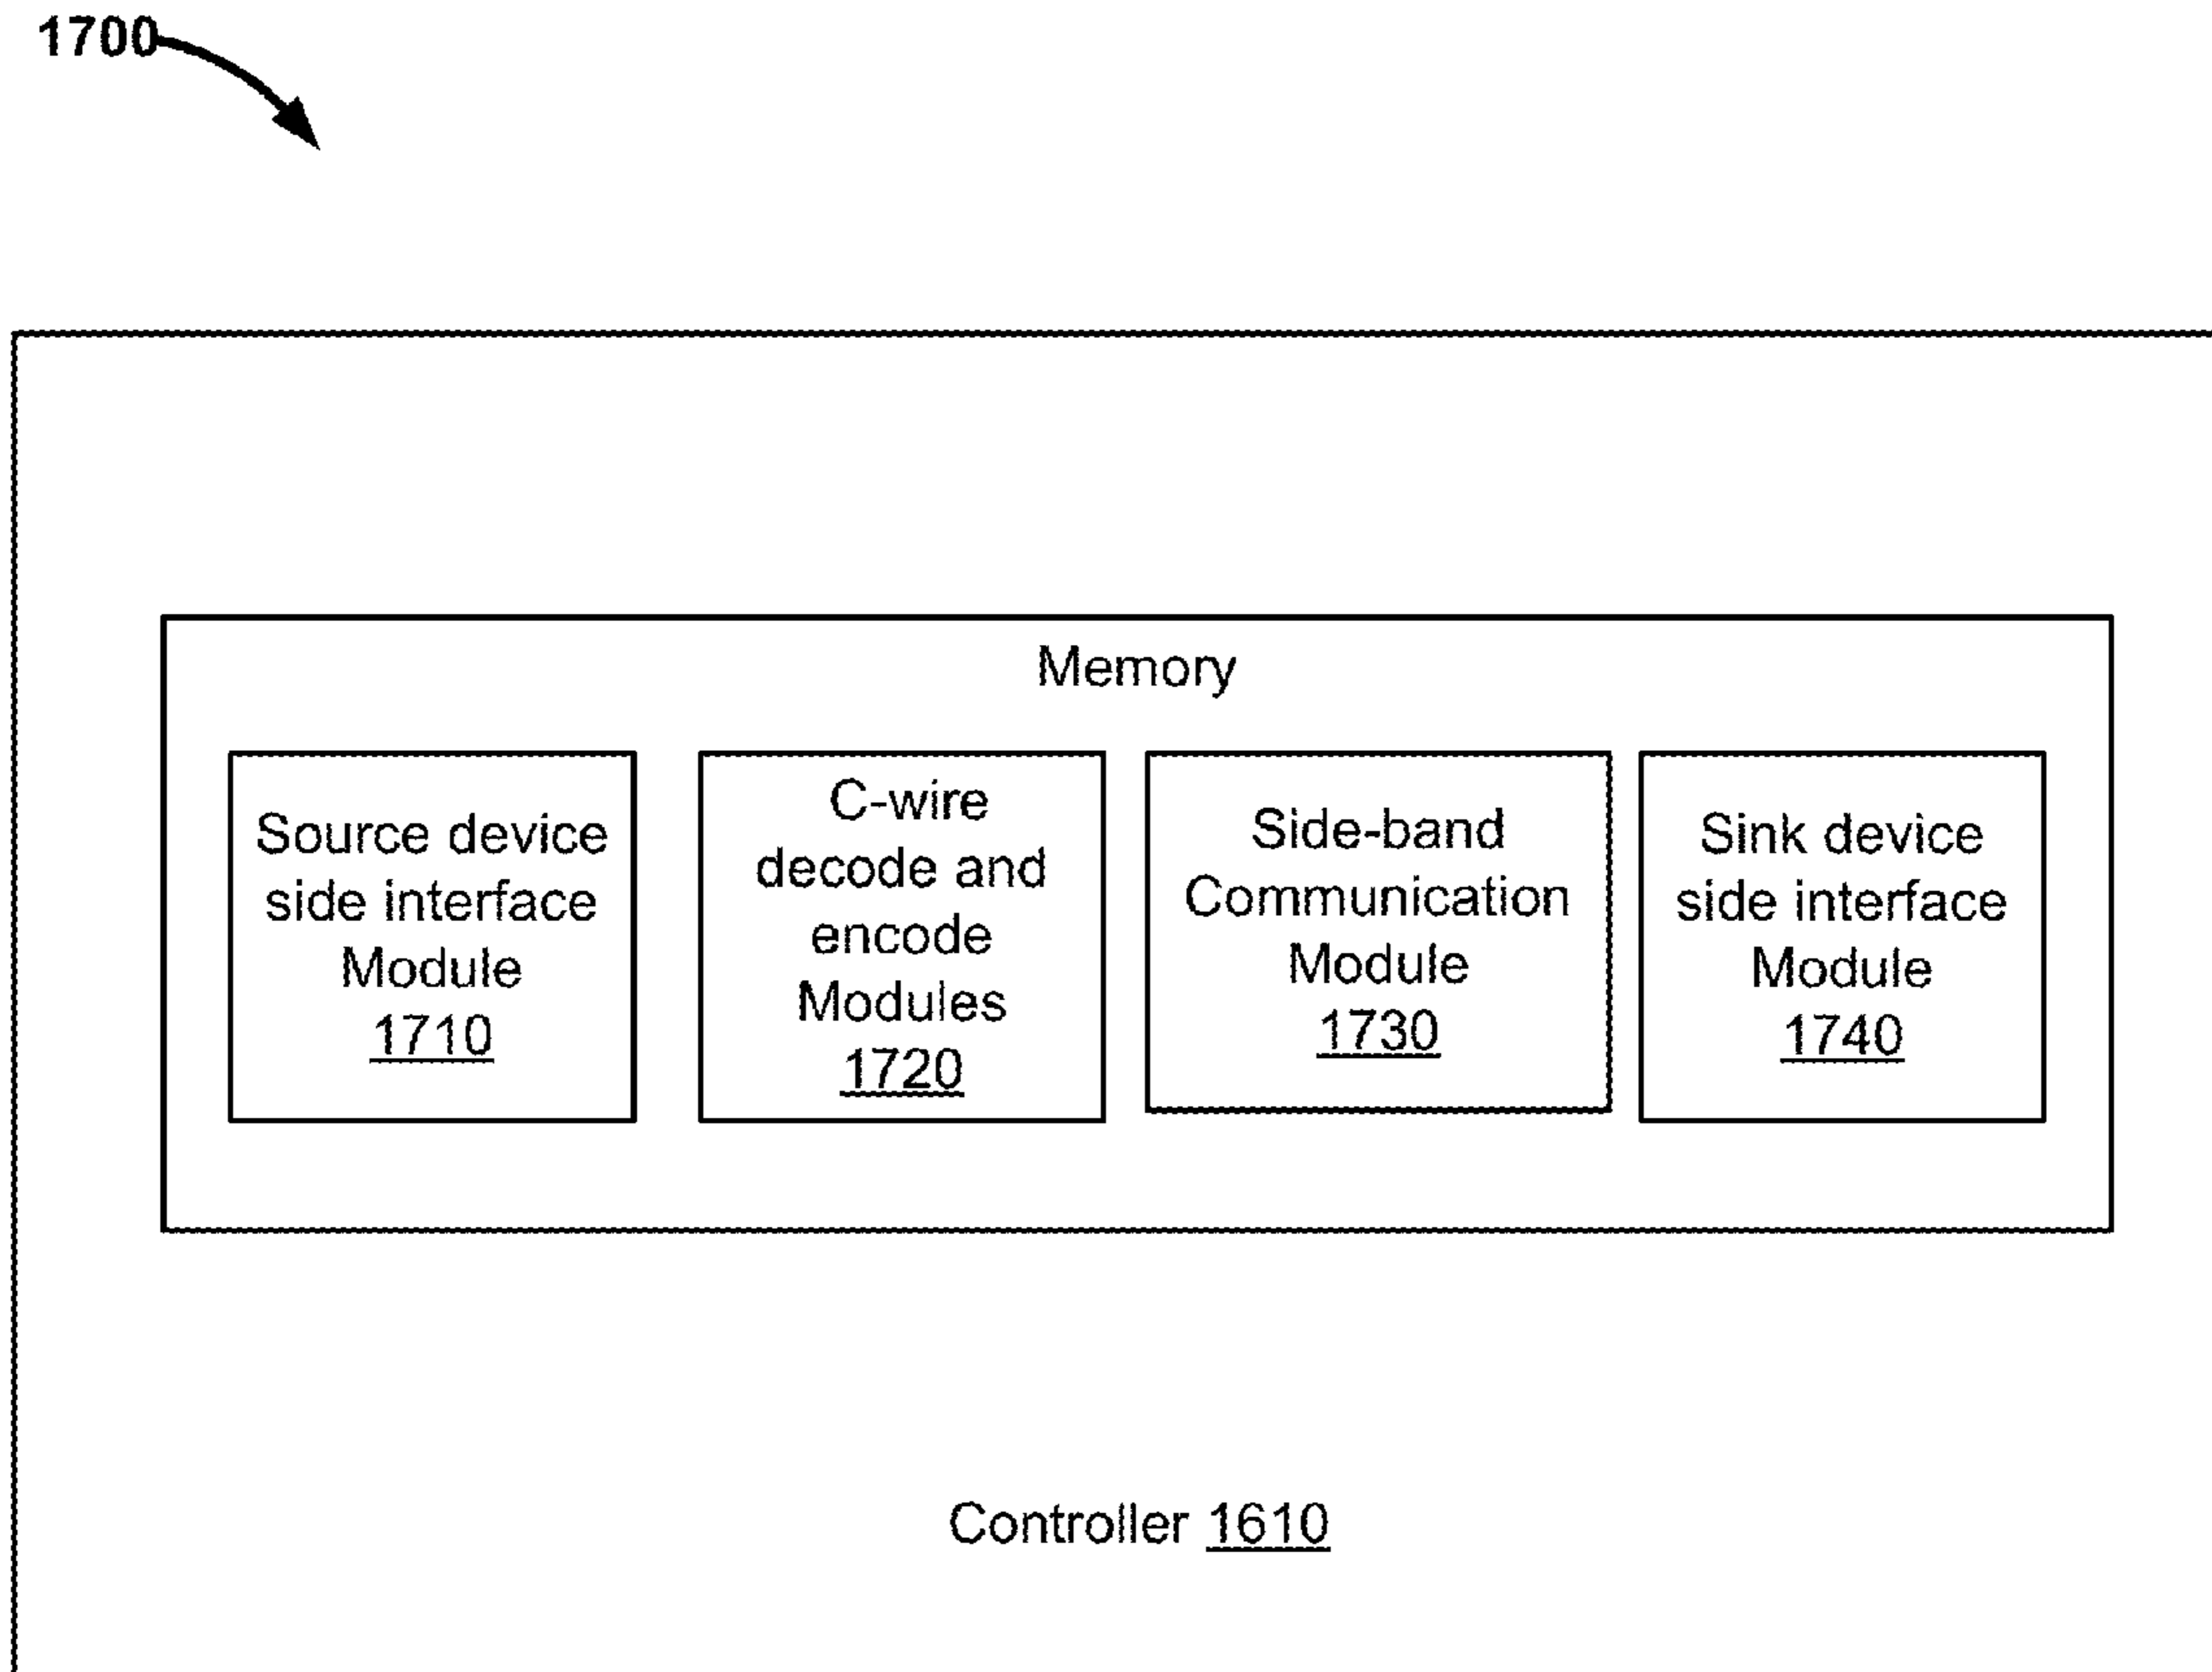 1700
Memory
Source device
side interface
Module
1710
C-wire
decode and
encode
Modules
1720
Side-band
Communication
Module
1730
Sink device
side interface
Module
1740
Controller 1610